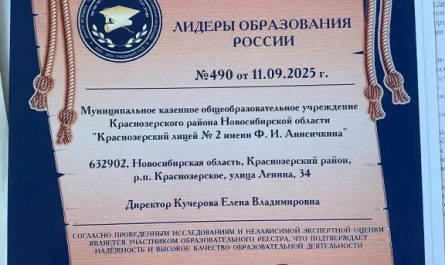 ЛИДЕРЫ ОБРАЗОВАНИЯ
РОССИИ
№490 от 11.09.2025 г.
Муниципальное казенное общеобразовательное учреждение
Краснозерского района Новосибирской области
"Краснозерский лицей № 2 имени Ф. И. Анисичкина"
632902, Новосибирская область, Краснозерский район,
р.п. Краснозерское, улица Ленина, 34
Директор Кучерова Елена Владимировна
СОГЛАСНО ПРОВЕДЕННЫМ ИССЛЕДОВАНИЯМ И НЕЗАВИСИМОЙ ЭКСПЕРТНОЙ ОЦЕНКИ
ЯВЛЯЕТСЯ УЧАСТНИКОМ ОБРАЗОВАТЕЛЬНОГО РЕЕСТРА, ЧТО ПОДТВЕРЖДАЕТ
НАДЁЖНОСТЬ И ВЫСОКОЕ КАЧЕСТВО ОБРАЗОВАТЕЛЬНОЙ ДЕЯТЕЛЬНОСТИ